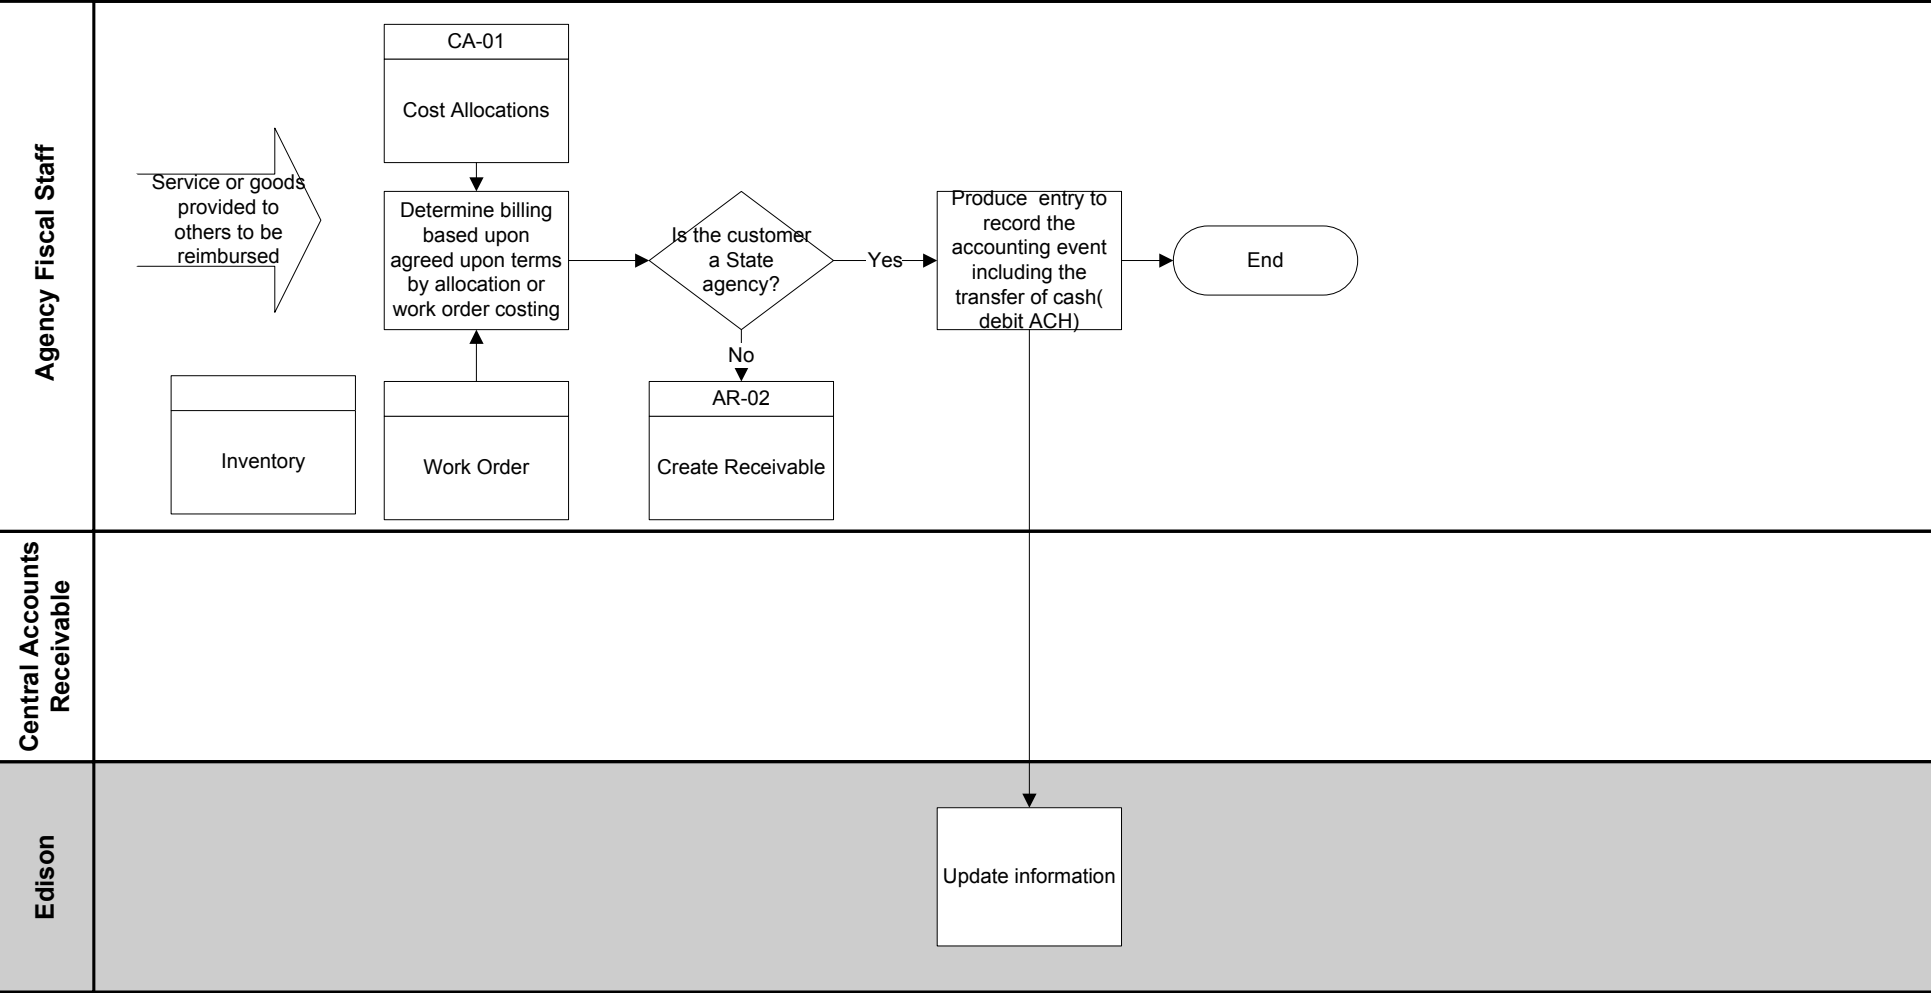 Agency Fiscal Staff
CA-01
Cost Allocations
Service or goods
provided to
others to be
reimbursed
Determine billing
based upon
agreed upon terms
by allocation or
work order costing
Is the customer
a State
agency?
Yes
Produce  entry to
record the
accounting event
including the
transfer of cash(
debit ACH)
End
No
Inventory
Work Order
AR-02
Create Receivable
Central Accounts
Receivable
Edison
Update information